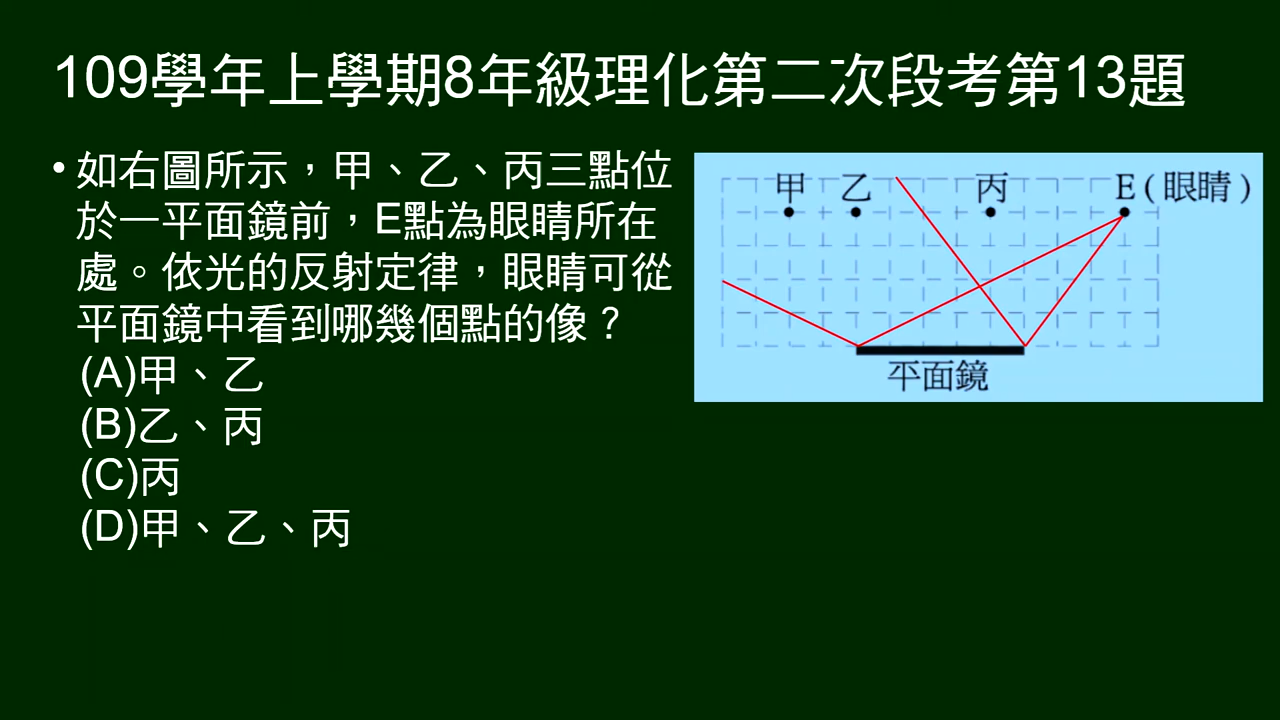 109學年上學期8年級理化第二次段考第13題
•如右圖所示，甲、乙、丙三點位
於一平面鏡前，E點為眼睛所在
處。依光的反射定律，眼睛可從
平面鏡中看到哪幾個點的像？
(A)甲、乙
(B)乙、丙
(C)丙
(D)甲、乙、丙
甲 乙 丙 E(眼睛)
平面鏡